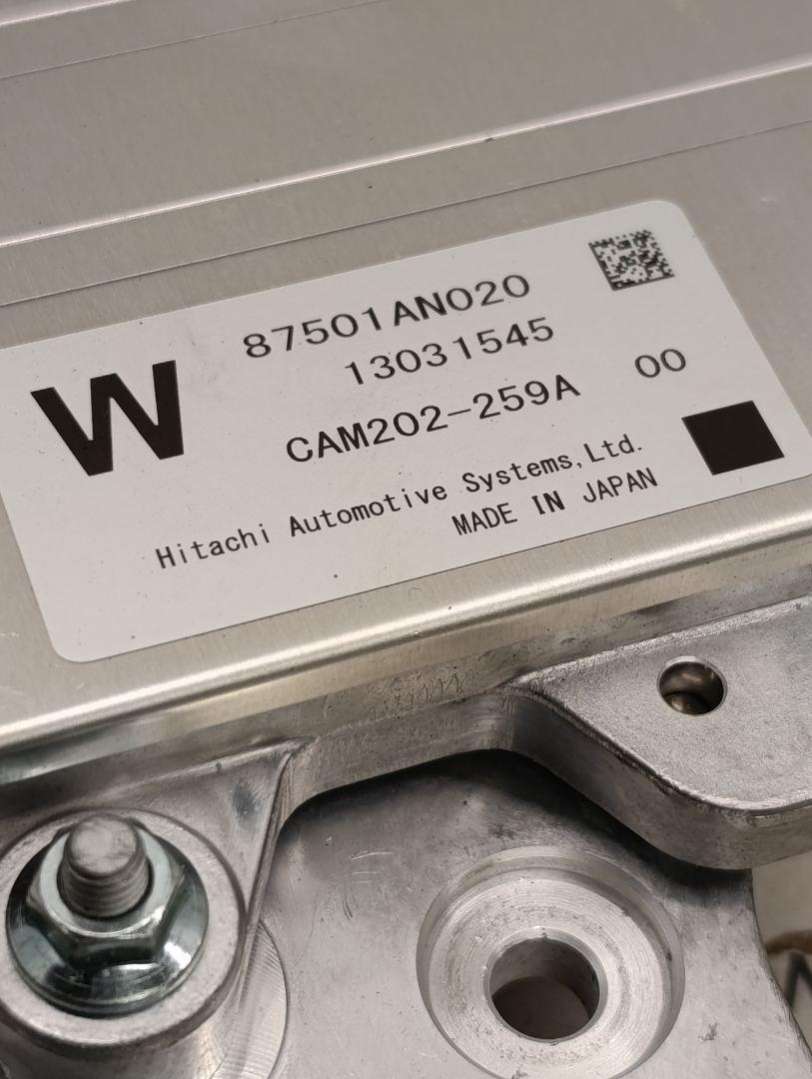 87501AN020
13031545
W
CAM202-259A 00
Hitachi Automotive Systems,Ltd.
MADE IN JAPAN